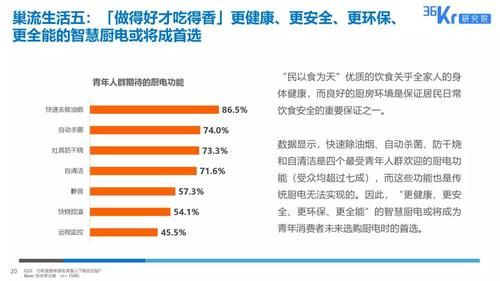 巢流生活五：「做得好才吃得香」更健康、更安全、更环保、
更全能的智慧厨电或将成首选
36Kr研究院
青年人群期待的厨电功能
快速去除油烟 86.5%
自动杀菌 74.0%
灶具防干烧 73.3%
自清洁 71.6%
静音 57.3%
快烧控温 54.1%
远程监控 45.5%
“民以食为天”优质的饮食关乎全家人的身
体健康，而良好的厨房环境是保证居民日常
饮食安全的重要保证之一。
数据显示，快速除油烟、自动杀菌、防干烧
和自清洁是四个最受青年人群欢迎的厨电功
能（受众均超过七成），而这些功能也是传
统厨电无法实现的。因此，“更健康、更安
全、更环保、更全能”的智慧厨电或将成为
青年消费者未来选购厨电时的首选。
20